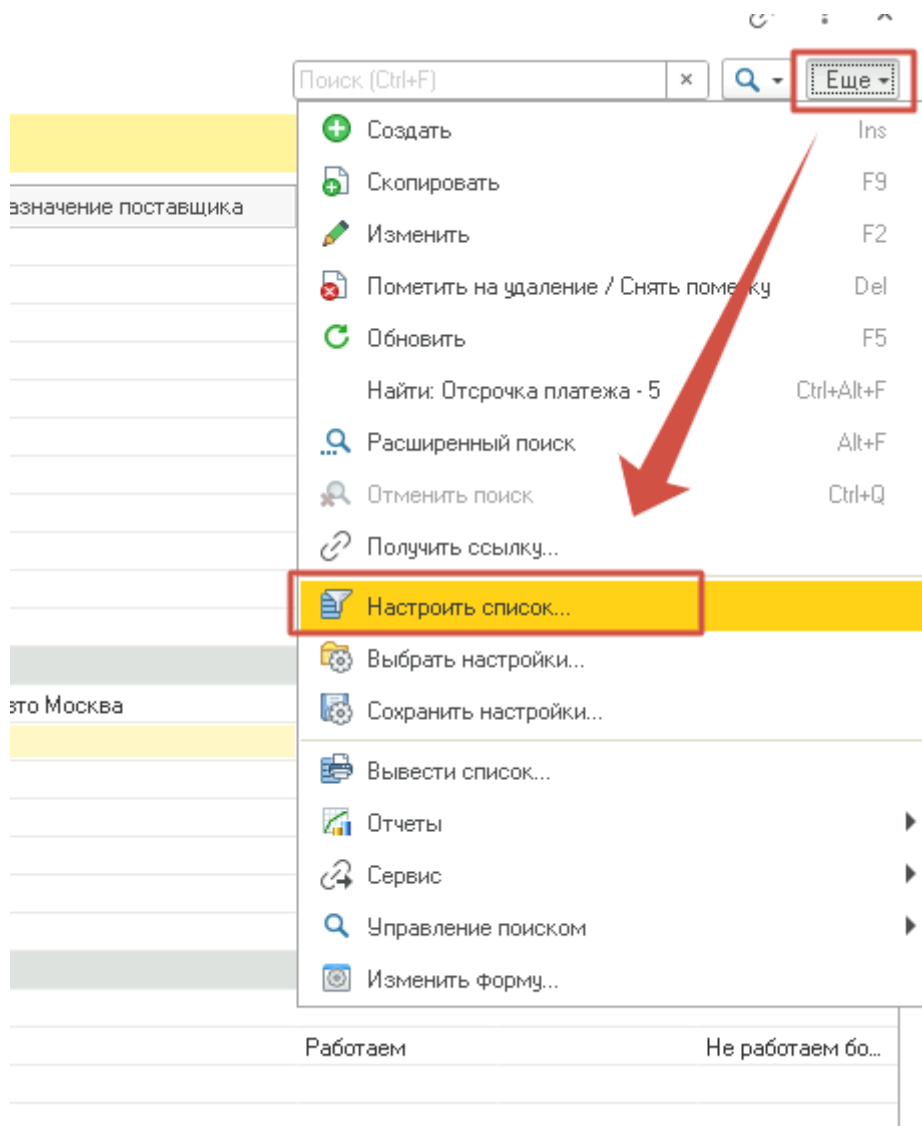 Поиск (Ctrl+F)
×
Еще
Создать Ins
азначение поставщика
Скопировать F9
Изменить F2
Пометить на удаление / Снять пометку Del
Обновить F5
Найти: Отсрочка платежа - 5 Ctrl+Alt+F
Расширенный поиск Alt+F
Отменить поиск Ctrl+Q
Получить ссылку...
Настроить список...
Выбрать настройки...
вто Москва
Сохранить настройки...
Вывести список...
Отчеты
Сервис
Управление поиском
Изменить форму...
Работаем Не работаем бо...